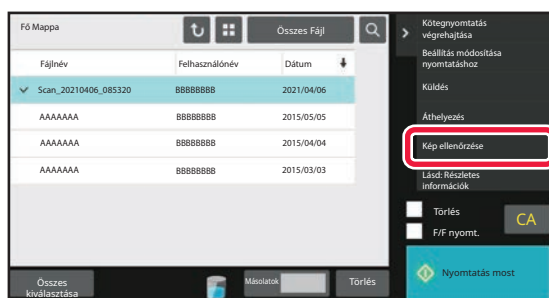 Fő Mappa
Összes Fájl
Fájlnév Felhasználónév Dátum
Scan_20210406_085320 BBBBBBBB 2021/04/06
AAAAAAA BBBBBBBB 2015/05/05
AAAAAAA BBBBBBBB 2015/04/04
AAAAAAA BBBBBBBB 2015/03/03
Összes
kiválasztása
Másolatok
Törlés
Kötegnyomtatás
végrehajtása
Beállítás módosítása
nyomtatáshoz
Küldés
Áthelyezés
Kép ellenőrzése
Lásd: Részletes
információk
Törlés
F/F nyomt.
CA
Nyomtatás most